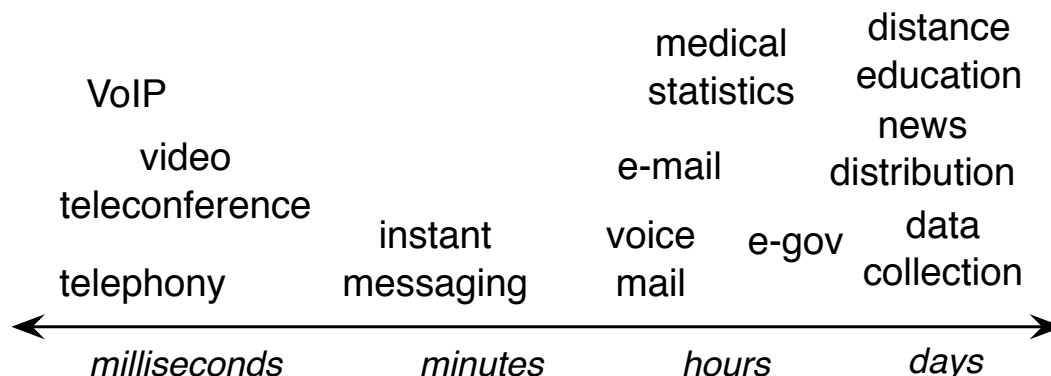 VoIP
video
teleconference
telephony
instant
messaging
medical
statistics
e-mail
voice
mail
e-gov
distance
education
news
distribution
data
collection
milliseconds
minutes
hours
days